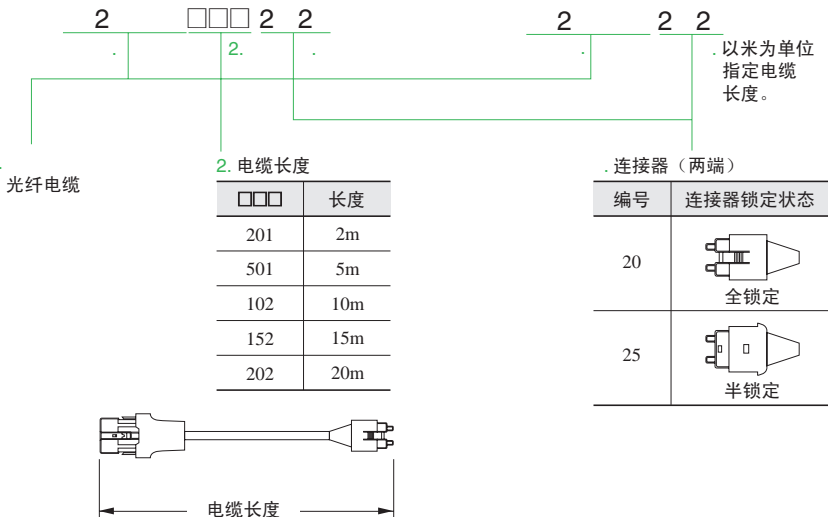 2 □□□ 2 2 2 2 2
. 2. . . . 以米为单位
指定电缆
长度。
.
光纤电缆
2. 电缆长度
□□□ 长度
201 2m
501 5m
102 10m
152 15m
202 20m
. 连接器（两端）
编号 连接器锁定状态
20
全锁定
25
半锁定
电缆长度